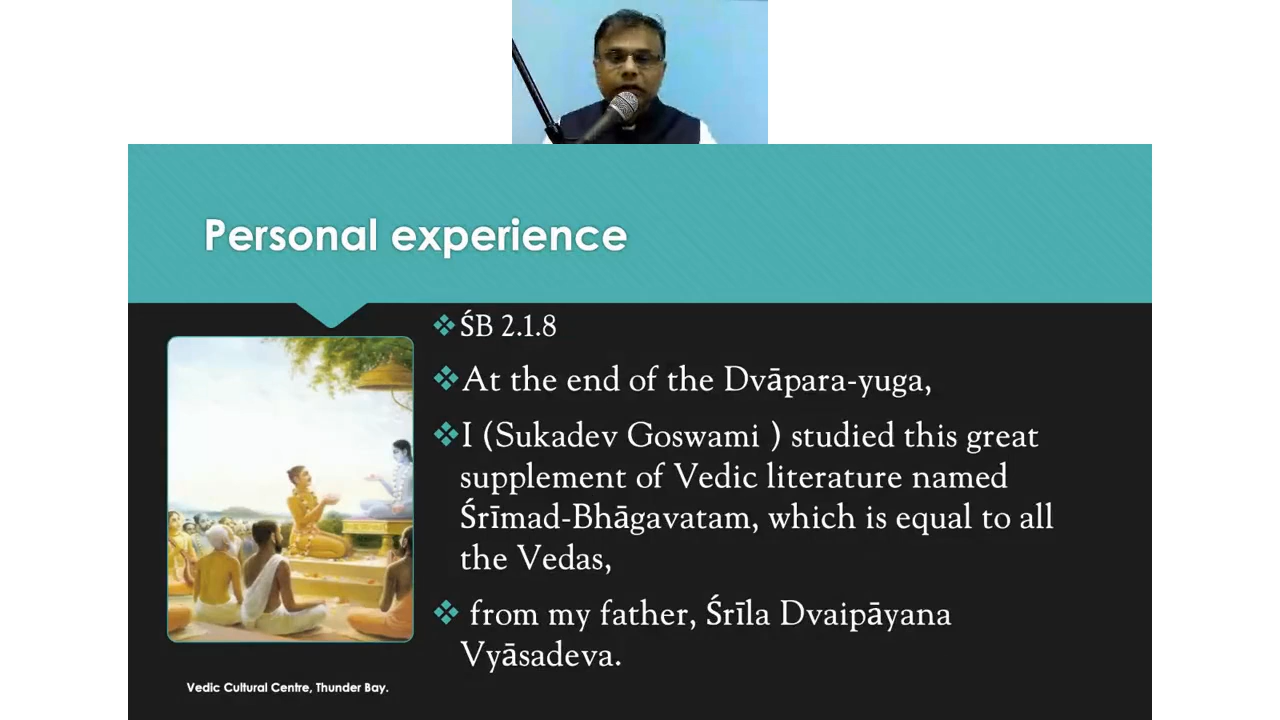 Personal experience
❖ŚB 2.1.8
❖At the end of the Dvāpara-yuga,
❖I (Sukadev Goswami ) studied this great
supplement of Vedic literature named
Śrīmad-Bhāgavatam, which is equal to all
the Vedas,
❖ from my father, Śrīla Dvaipāyana
Vyāsadeva.
Vedic Cultural Centre, Thunder Bay.